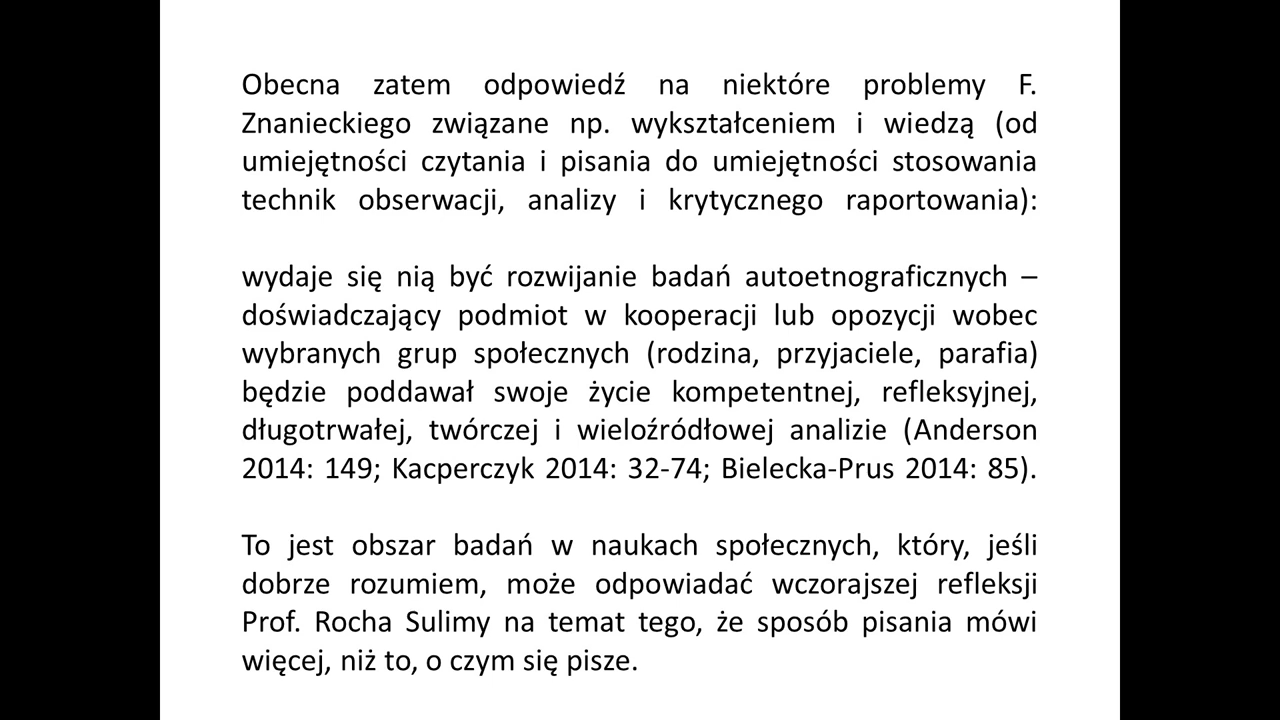 Obecna zatem odpowiedź na niektóre problemy F.
Znanieckiego związane np. wykształceniem i wiedzą (od
umiejętności czytania i pisania do umiejętności stosowania
technik obserwacji, analizy i krytycznego raportowania):
wydaje się nią być rozwijanie badań autoetnograficznych –
doświadczający podmiot w kooperacji lub opozycji wobec
wybranych grup społecznych (rodzina, przyjaciele, parafia)
będzie poddawał swoje życie kompetentnej, refleksyjnej,
długotrwałej, twórczej i wieloźródłowej analizie (Anderson
2014: 149; Kacperczyk 2014: 32-74; Bielecka-Prus 2014: 85).
To jest obszar badań w naukach społecznych, który, jeśli
dobrze rozumiem, może odpowiadać wczorajszej refleksji
Prof. Rocha Sulimy na temat tego, że sposób pisania mówi
więcej, niż to, o czym się pisze.